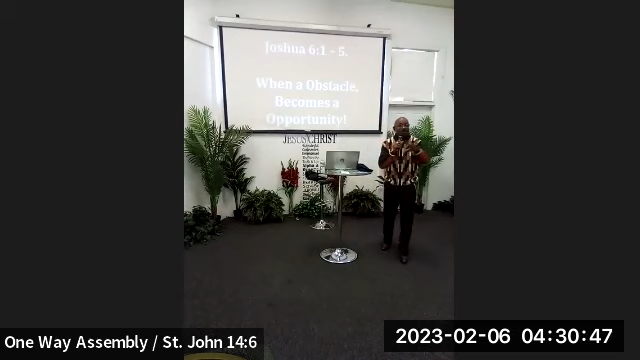 Joshua 6:1 - 5.
When a Obstacle,
Becomes a
Opportunity!
JESUS CHRIST
One Way Assembly / St. John 14:6
2023-02-06 04:30:47